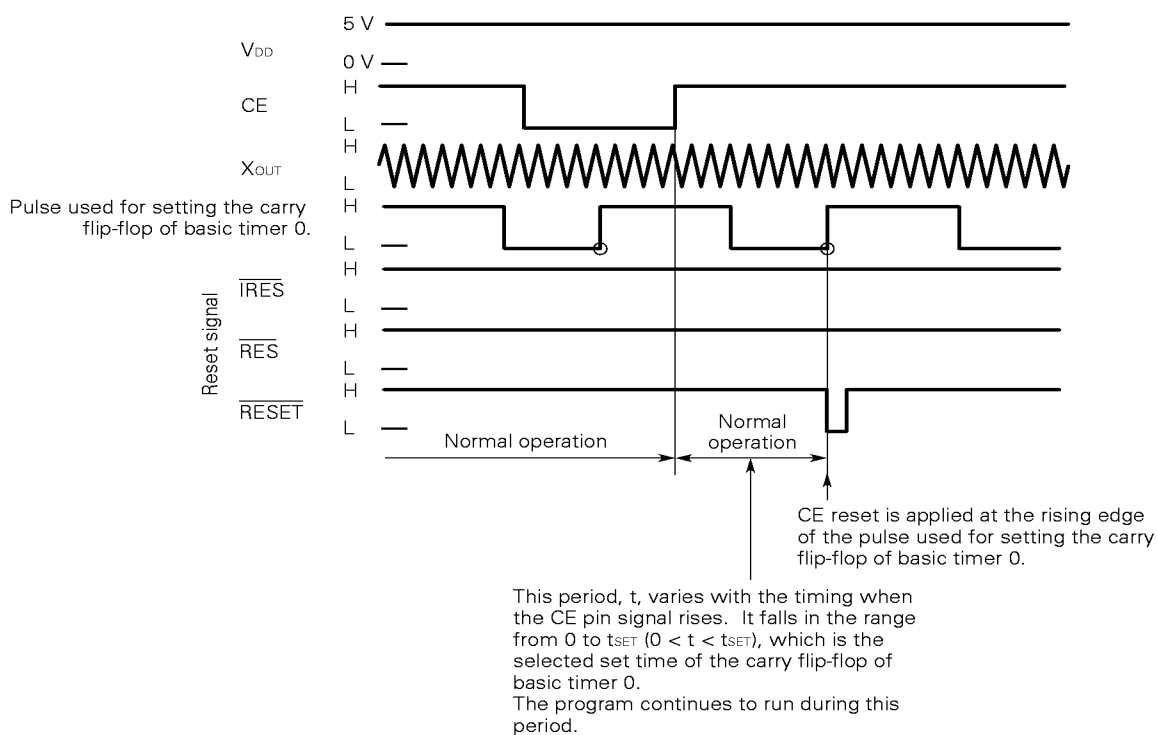 5 V
VDD
0 V
H
CE
L
H
XOUT
L
Pulse used for setting the carry
flip-flop of basic timer 0.
H
L
H
IRES
L
H
RES
L
H
RESET
L
Reset signal
Normal operation
Normal
operation
CE reset is applied at the rising edge
of the pulse used for setting the carry
flip-flop of basic timer 0.
This period, t, varies with the timing when
the CE pin signal rises. It falls in the range
from 0 to tSET (0 < t < tSET), which is the
selected set time of the carry flip-flop of
basic timer 0.
The program continues to run during this
period.